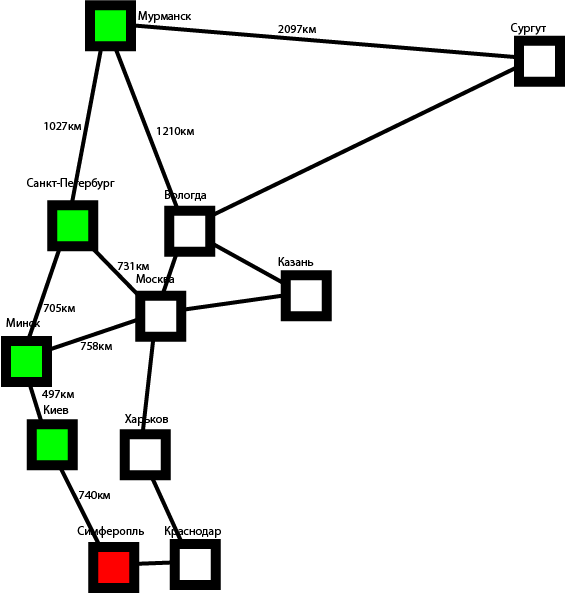 Мурманск
Сургут
2097км
1027км
1210км
Санкт-Петербург
Вологда
731км
Казань
Москва
705км
Минск
758км
497км
Киев
Харьков
740км
Симферопль
Краснодар